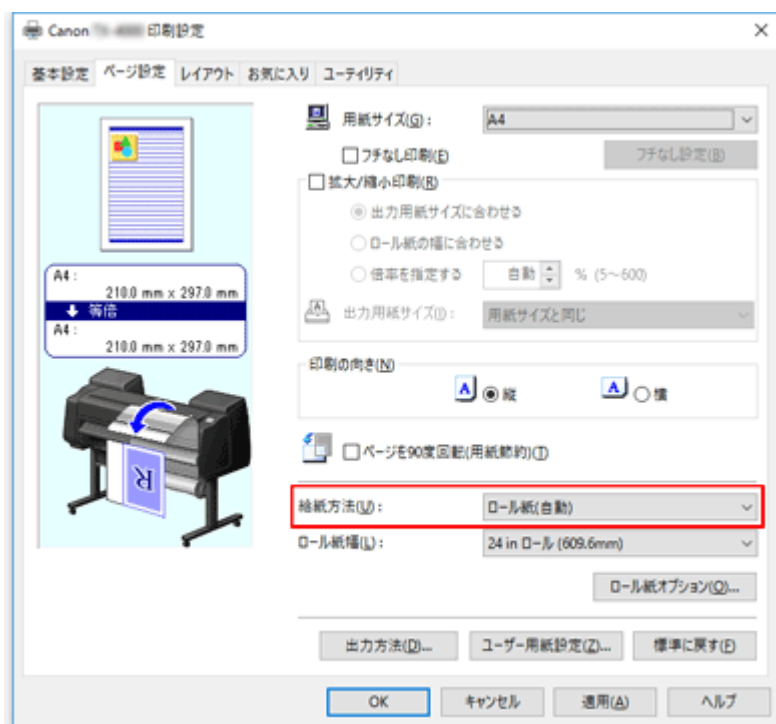 Canon 印刷設定
基本設定 ページ設定 レイアウト お気に入り ユーティリティ
用紙サイズ(G): A4
フチなし印刷(E) フチなし設定(B)
拡大/縮小印刷(R)
出力用紙サイズに合わせる
ロール紙の幅に合わせる
倍率を指定する 自動 % (5～600)
出力用紙サイズ(I): 用紙サイズと同じ
A4:
210.0 mm x 297.0 mm
等倍
A4:
210.0 mm x 297.0 mm
印刷の向き(N)
A 縦 A 横
ページを90度回転(用紙節約)(T)
R
給紙方法(U): ロール紙(自動)
ロール紙幅(L): 24 in ロール (609.6mm)
ロール紙オプション(O)...
出力方法(D)... ユーザー用紙設定(Z)... 標準に戻す(F)
OK キャンセル 適用(A) ヘルプ